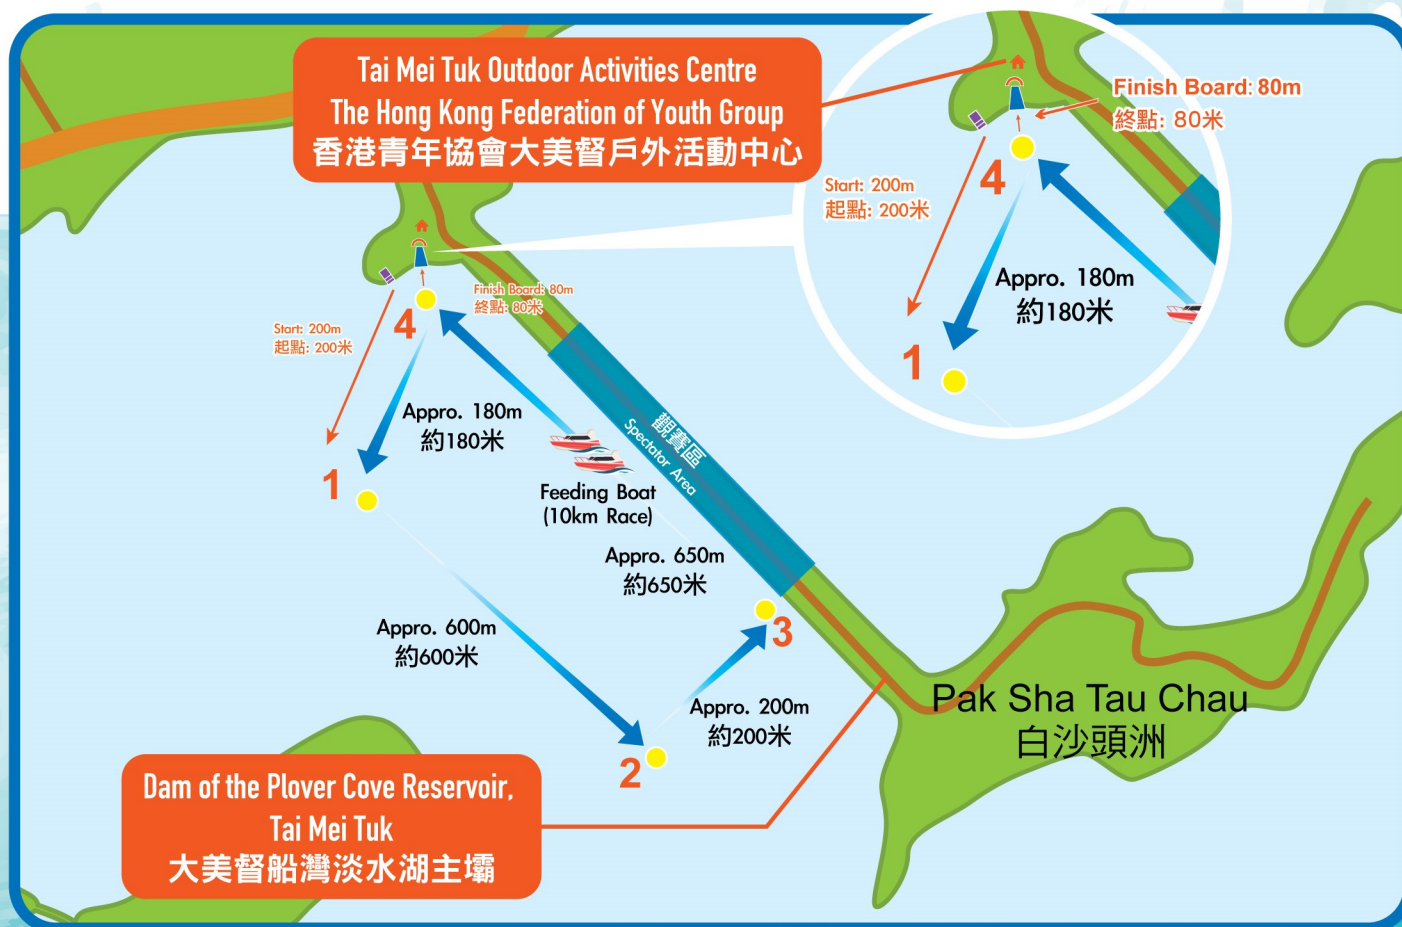 Tai Mei Tuk Outdoor Activities Centre
The Hong Kong Federation of Youth Group
香港青年協會大美督戶外活動中心
Finish Board: 80m
終點: 80米
4
Start: 200m
起點: 200米
Appro. 180m
約180米
1
Finish Board: 80m
終點: 80米
4
Start: 200m
起點: 200米
Appro. 180m
約180米
觀賽區
Spectator Area
1
Feeding Boat
(10km Race)
Appro. 650m
約650米
Appro. 600m
約600米
3
Appro. 200m
約200米
2
Pak Sha Tau Chau
白沙頭洲
Dam of the Plover Cove Reservoir,
Tai Mei Tuk
大美督船灣淡水湖主壩